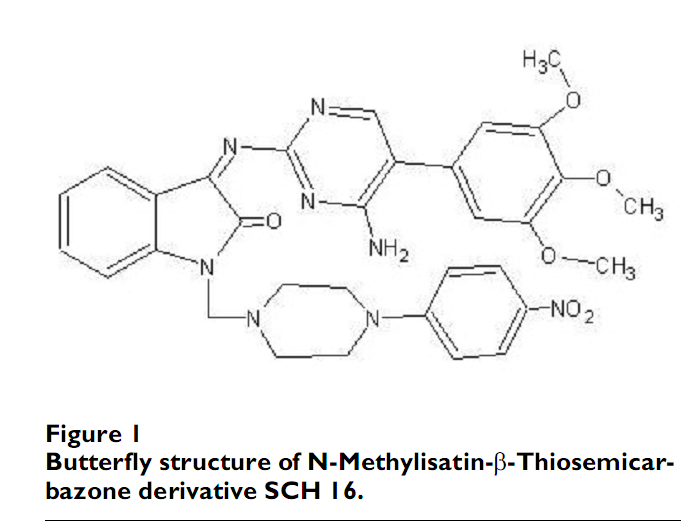 H3C
O
N
N
O
N
O
N
CH3
NH2
O
CH3
N
N
N
NO2
Figure 1
Butterfly structure of N-Methylisatin-β-Thiosemicar-
bazone derivative SCH 16.